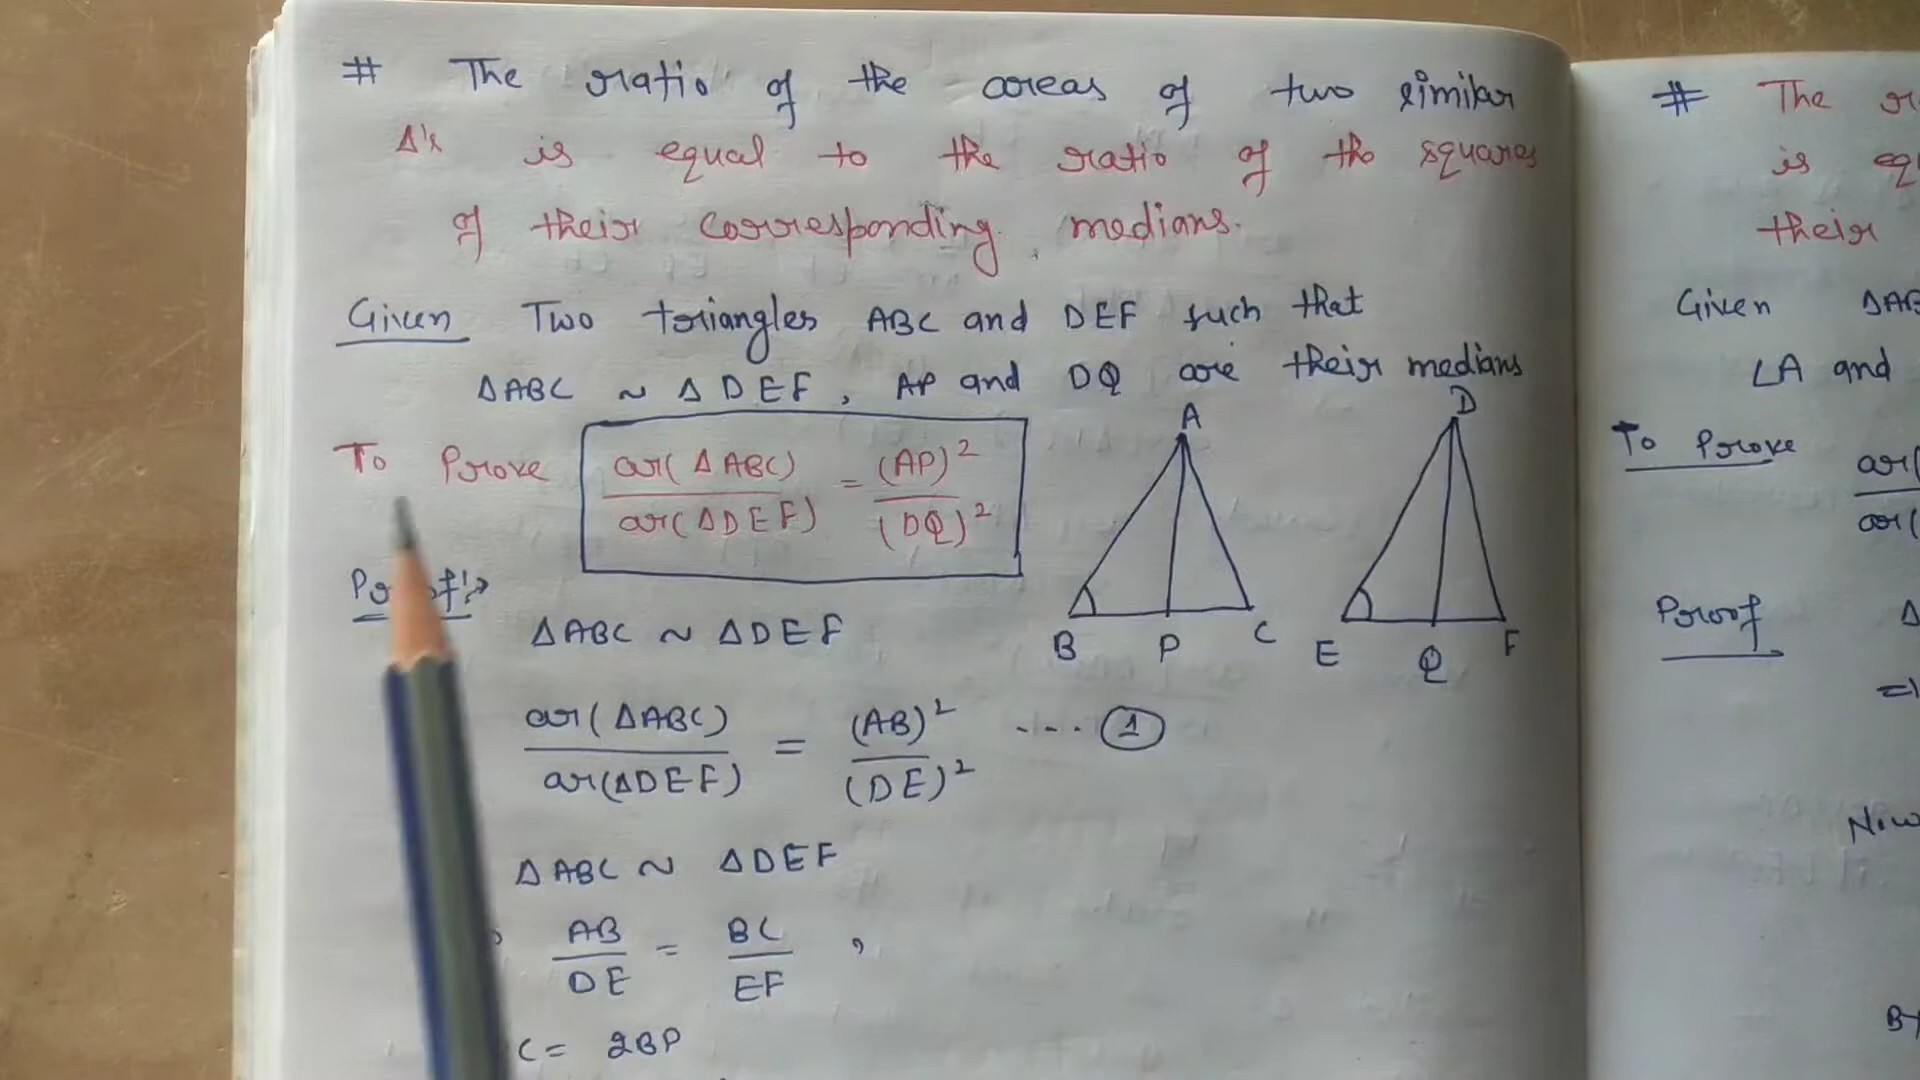 # The ratio of the areas of two similar
Δ's is equal to the ratio of the squares
of their corresponding medians.
Given Two triangles ABC and DEF such that
ΔABC ~ ΔDEF, AP and DQ are their medians
To Prove ar(ΔABC)/ar(ΔDEF) = (AP)²/(DQ)²
A
D
B P C
E Q F
Proof:→
ΔABC ~ ΔDEF
ar(ΔABC)/ar(ΔDEF) = (AB)²/(DE)² ....①
ΔABC ~ ΔDEF
AB/DE = BC/EF ,
C = 2BP
# The
is
their
Given
∠A and
To Prove
ar(
ar(
Proof Δ
⇒
Now